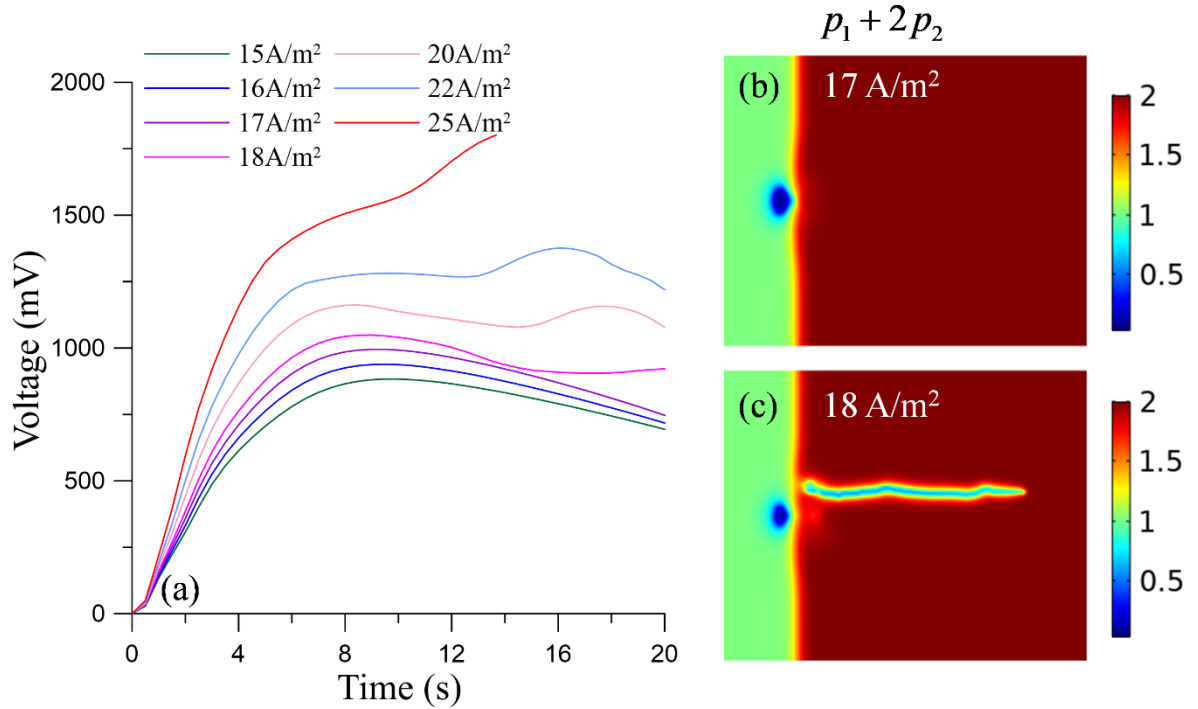 15A/m²
16A/m²
17A/m²
18A/m²
20A/m²
22A/m²
25A/m²
2000
1500
1000
500
0
Voltage (mV)
(a)
0
4
8
12
16
20
Time (s)
p₁ + 2p₂
(b)
17 A/m²
2
1.5
1
0.5
(c)
18 A/m²
2
1.5
1
0.5